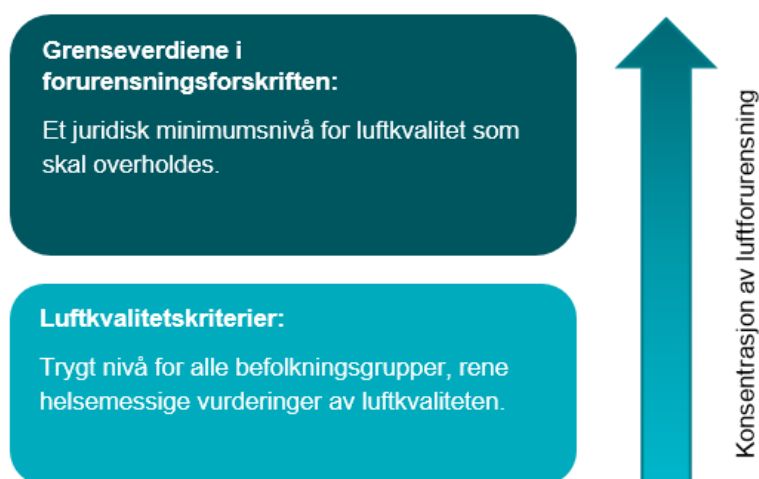 Grenseverdiene i
forurensningsforskriften:
Et juridisk minimumsnivå for luftkvalitet som
skal overholdes.
Luftkvalitetskriterier:
Trygt nivå for alle befolkningsgrupper, rene
helsemessige vurderinger av luftkvaliteten.
Konsentrasjon av luftforurensning